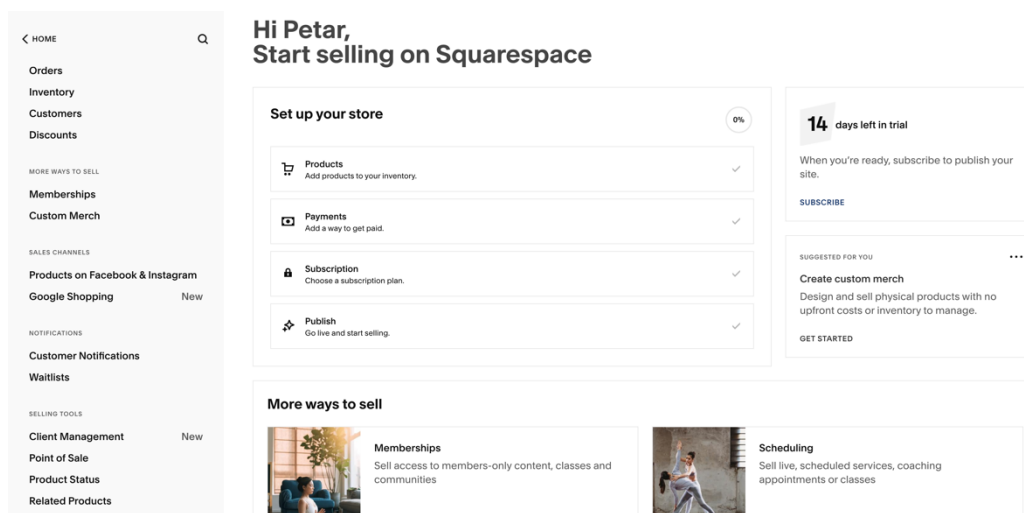 HOME
Orders
Inventory
Customers
Discounts
MORE WAYS TO SELL
Memberships
Custom Merch
SALES CHANNELS
Products on Facebook & Instagram
Google Shopping New
NOTIFICATIONS
Customer Notifications
Waitlists
SELLING TOOLS
Client Management New
Point of Sale
Product Status
Related Products
Hi Petar,
Start selling on Squarespace
Set up your store
0%
Products
Add products to your inventory.
Payments
Add a way to get paid.
Subscription
Choose a subscription plan.
Publish
Go live and start selling.
14 days left in trial
When you're ready, subscribe to publish your
site.
SUBSCRIBE
SUGGESTED FOR YOU
Create custom merch
Design and sell physical products with no
upfront costs or inventory to manage.
GET STARTED
More ways to sell
Memberships
Sell access to members-only content, classes and
communities
Scheduling
Sell live, scheduled services, coaching
appointments or classes